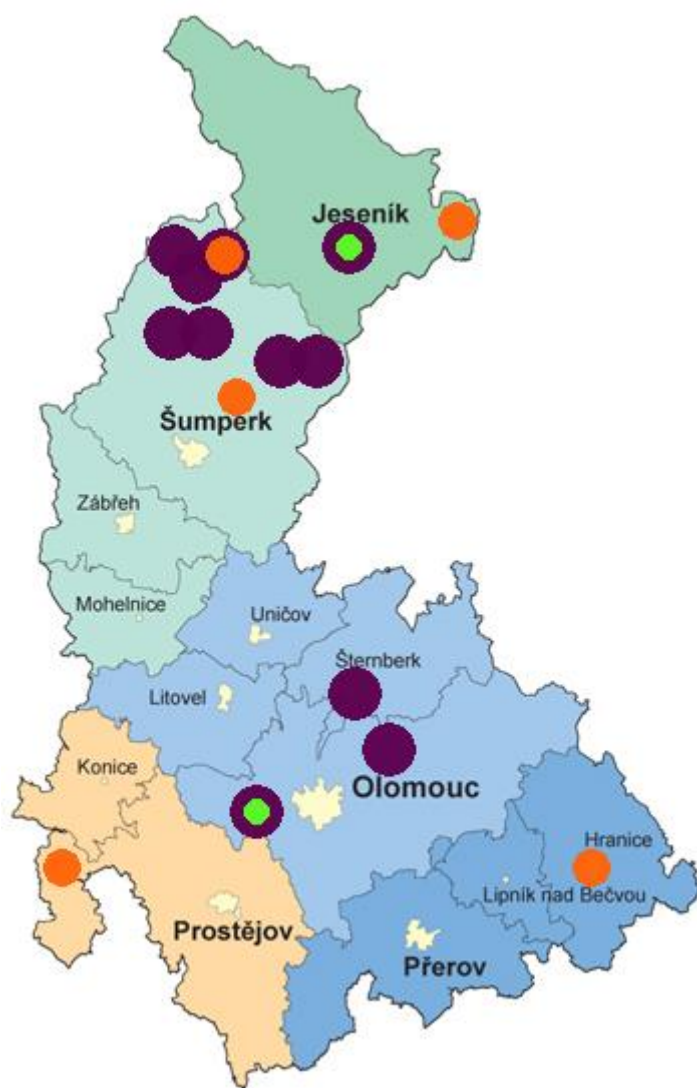 Jeseník
Šumperk
Zábřeh
Mohelnice
Uničov
Šternberk
Litovel
Konice
Olomouc
Hranice
Lipník nad Bečvou
Prostějov
Přerov